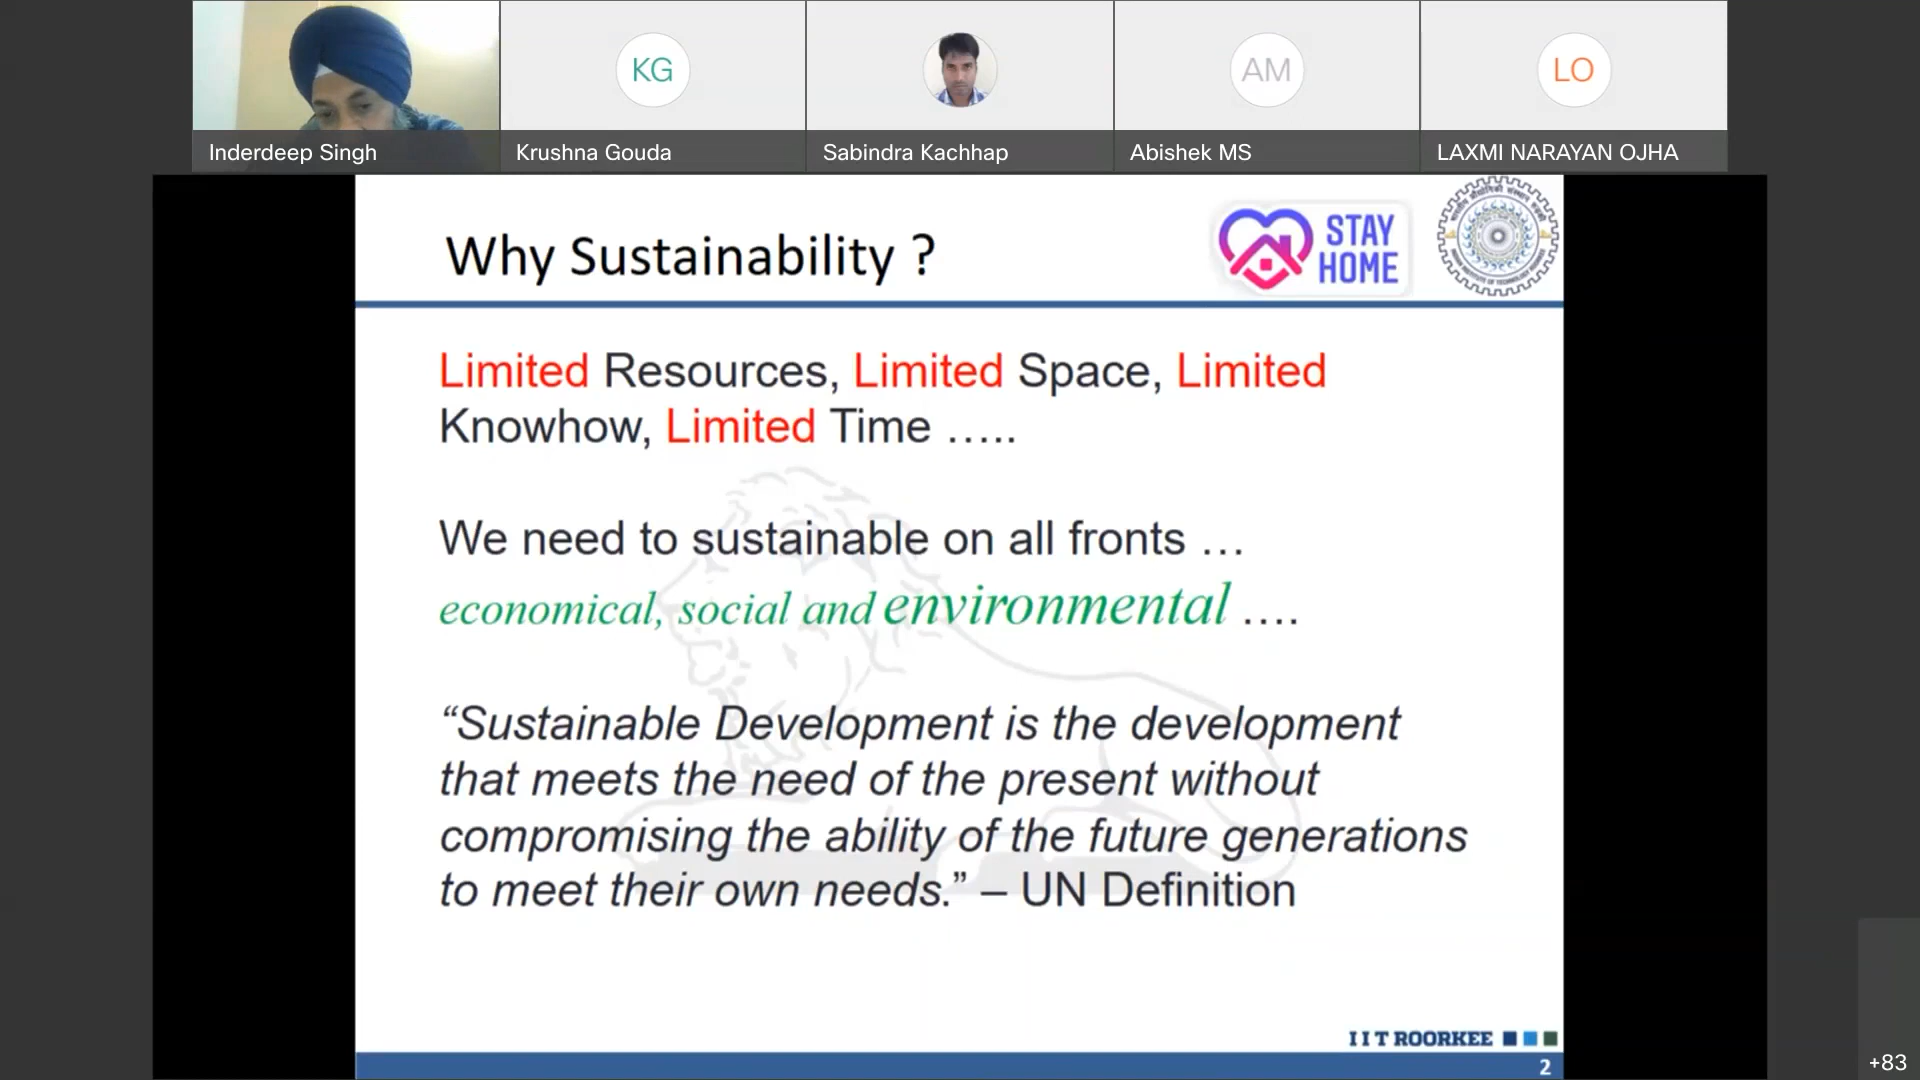 KG
AM
LO
Inderdeep Singh
Krushna Gouda
Sabindra Kachhap
Abishek MS
LAXMI NARAYAN OJHA
Why Sustainability ?
STAY
HOME
Limited Resources, Limited Space, Limited
Knowhow, Limited Time …..
We need to sustainable on all fronts …
economical, social and environmental ….
“Sustainable Development is the development
that meets the need of the present without
compromising the ability of the future generations
to meet their own needs.” – UN Definition
I I T ROORKEE
2
+83